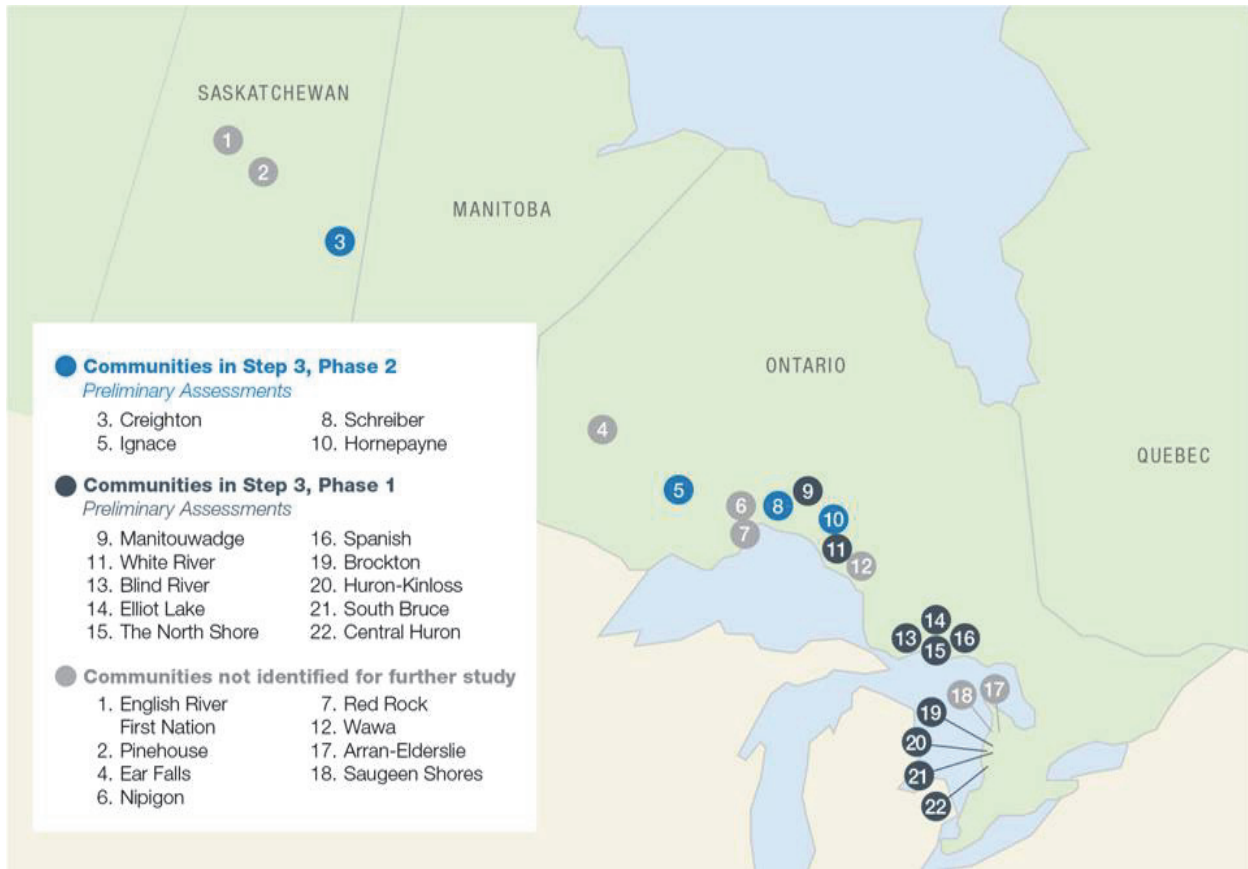 SASKATCHEWAN
1
2
MANITOBA
3
ONTARIO
QUEBEC
4
5
6
7
8
9
10
11
12
13
14
15
16
17
18
19
20
21
22
Communities in Step 3, Phase 2
Preliminary Assessments
3. Creighton
5. Ignace
8. Schreiber
10. Hornepayne
Communities in Step 3, Phase 1
Preliminary Assessments
9. Manitouwadge
11. White River
13. Blind River
14. Elliot Lake
15. The North Shore
16. Spanish
19. Brockton
20. Huron-Kinloss
21. South Bruce
22. Central Huron
Communities not identified for further study
1. English River
First Nation
2. Pinehouse
4. Ear Falls
6. Nipigon
7. Red Rock
12. Wawa
17. Arran-Elderslie
18. Saugeen Shores